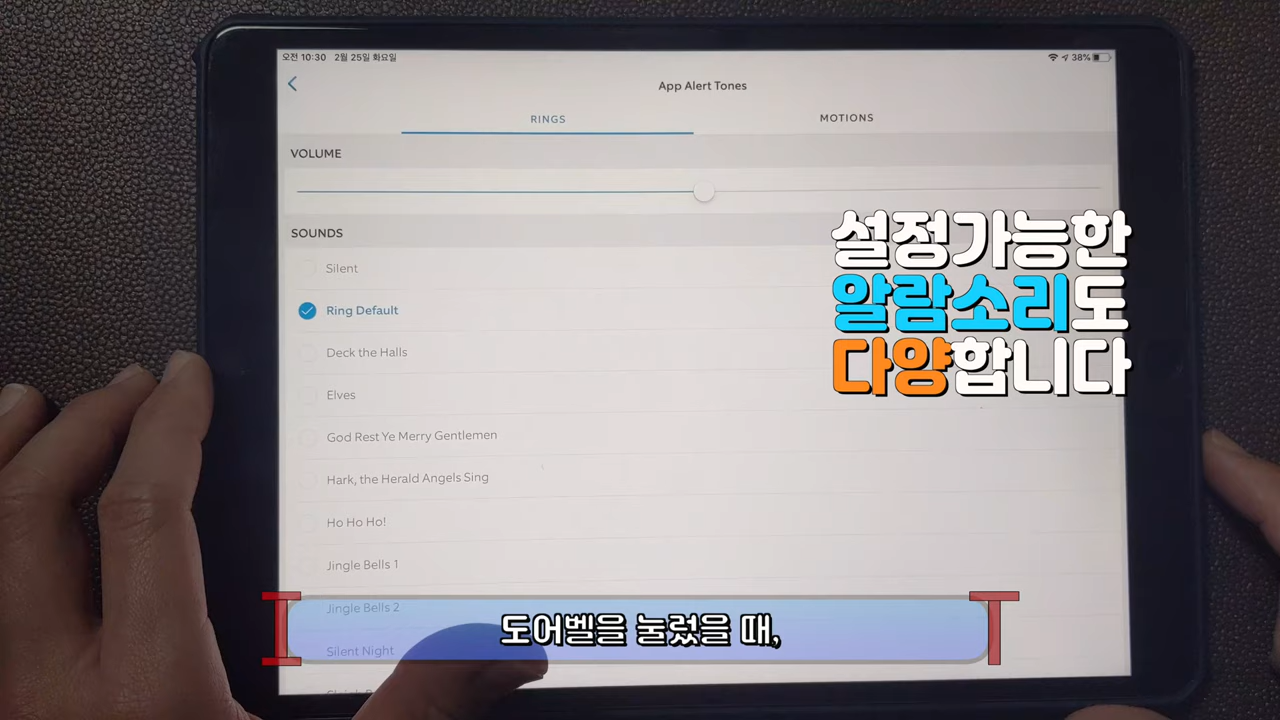 오전 10:30 2월 25일 화요일
38%
App Alert Tones
RINGS
MOTIONS
VOLUME
SOUNDS
Silent
Ring Default
Deck the Halls
Elves
God Rest Ye Merry Gentlemen
Hark, the Herald Angels Sing
Ho Ho Ho!
Jingle Bells 1
Jingle Bells 2
Silent Night
설정가능한
알람소리도
다양합니다
도어벨을 눌렀을 때,